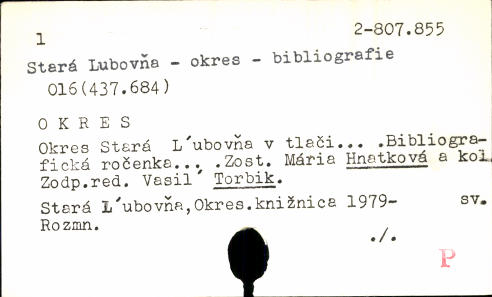 1 2-807.855
Stará Lubovňa - okres - bibliografie
016(437.684)
O K R E S
Okres Stará L´ubovňa v tlači... .Bibliogra-
fická ročenka... .Zost. Mária Hnatková a kol
Zodp.red. Vasil´ Torbik.
Stará L´ubovňa,Okres.knižnica 1979- sv.
Rozmn.
./.
P